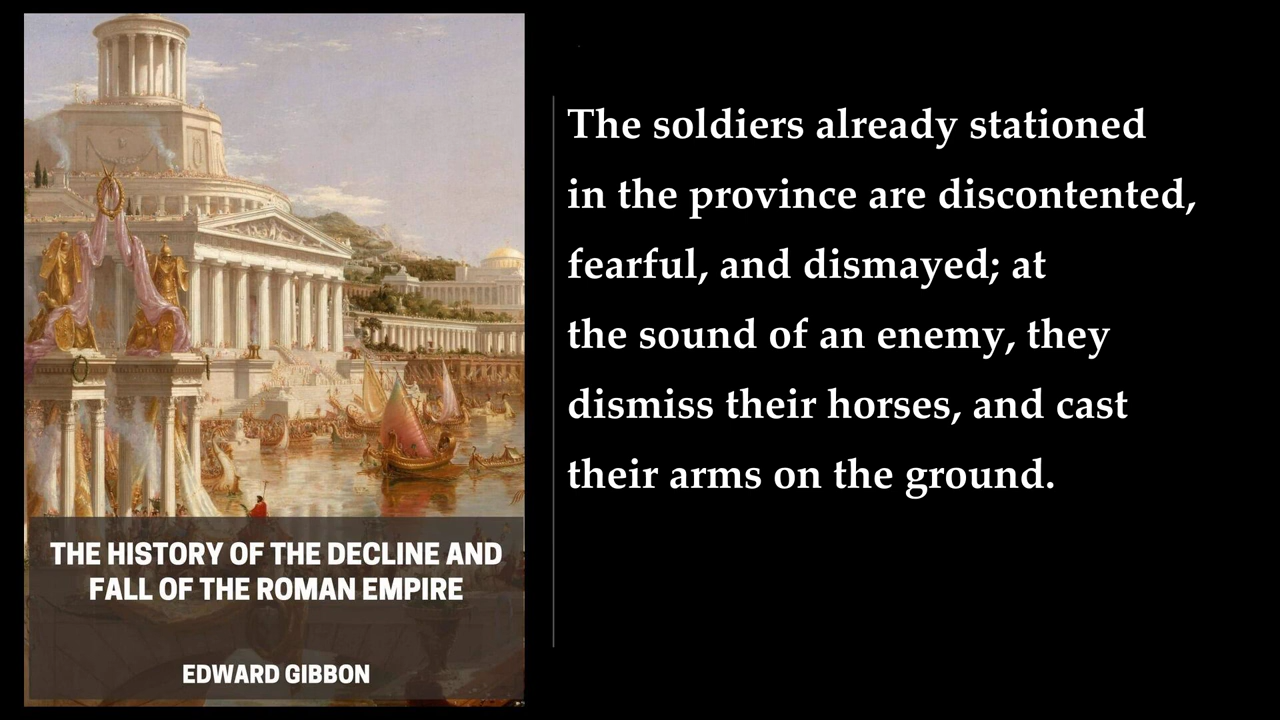 The soldiers already stationed
in the province are discontented,
fearful, and dismayed; at
the sound of an enemy, they
dismiss their horses, and cast
their arms on the ground.
THE HISTORY OF THE DECLINE AND
FALL OF THE ROMAN EMPIRE
EDWARD GIBBON